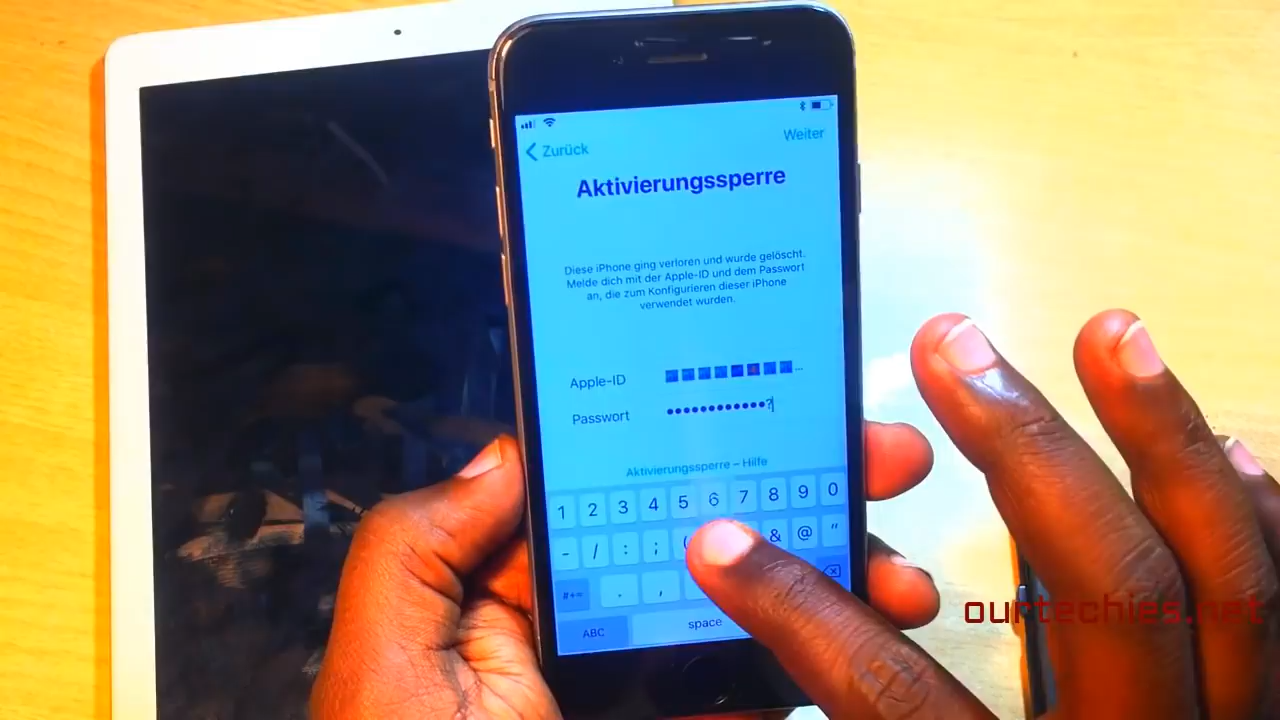 Zurück
Weiter
Aktivierungssperre
Diese iPhone ging verloren und wurde gelöscht.
Melde dich mit der Apple-ID und dem Passwort
an, die zum Konfigurieren dieser iPhone
verwendet wurden.
Apple-ID
...
Passwort ••••••••••••?
Aktivierungssperre – Hilfe
1 2 3 4 5 6 7 8 9 0
- / : ; ( & @ "
#+= . ,
ABC space
ourtechies.net